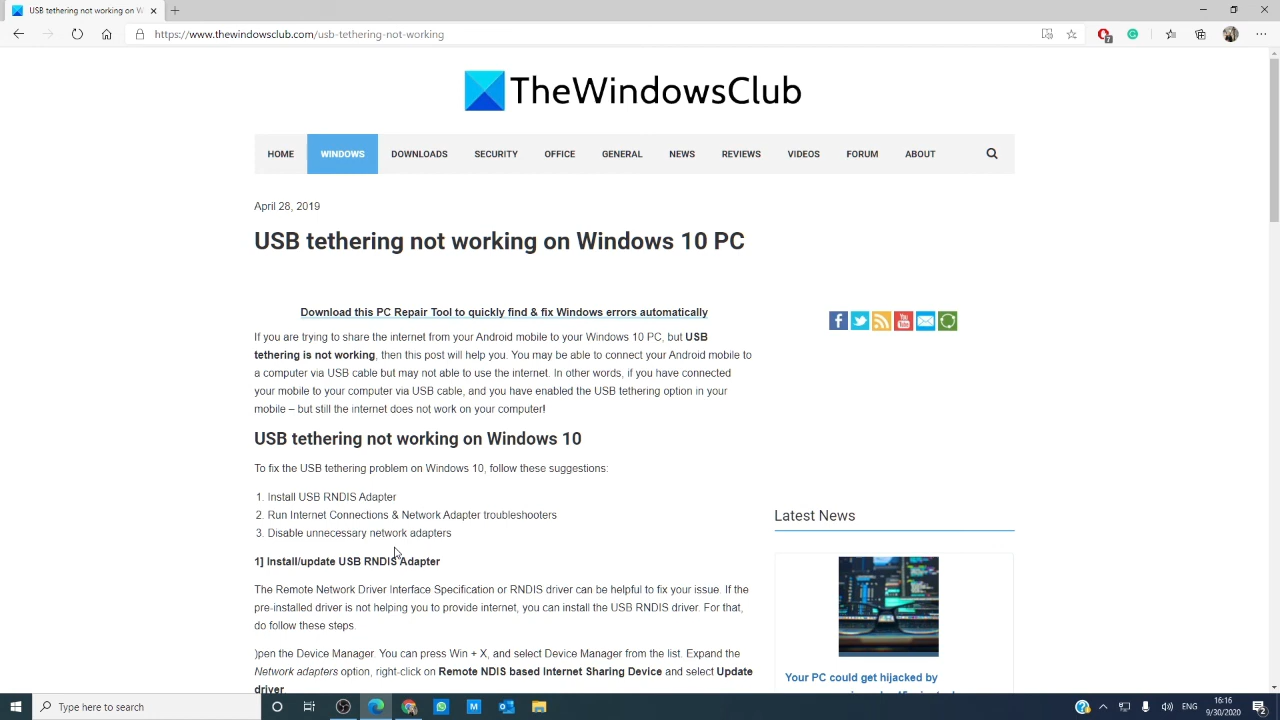 USB tethering not working on W
https://www.thewindowsclub.com/usb-tethering-not-working
7
TheWindowsClub
HOME WINDOWS DOWNLOADS SECURITY OFFICE GENERAL NEWS REVIEWS VIDEOS FORUM ABOUT
April 28, 2019
USB tethering not working on Windows 10 PC
Download this PC Repair Tool to quickly find & fix Windows errors automatically
If you are trying to share the internet from your Android mobile to your Windows 10 PC, but USB
tethering is not working, then this post will help you. You may be able to connect your Android mobile to
a computer via USB cable but may not able to use the internet. In other words, if you have connected
your mobile to your computer via USB cable, and you have enabled the USB tethering option in your
mobile – but still the internet does not work on your computer!
USB tethering not working on Windows 10
To fix the USB tethering problem on Windows 10, follow these suggestions:
1. Install USB RNDIS Adapter
2. Run Internet Connections & Network Adapter troubleshooters
3. Disable unnecessary network adapters
1] Install/update USB RNDIS Adapter
The Remote Network Driver Interface Specification or RNDIS driver can be helpful to fix your issue. If the
pre-installed driver is not helping you to provide internet, you can install the USB RNDIS driver. For that,
do follow these steps.
)pen the Device Manager. You can press Win + X, and select Device Manager from the list. Expand the
Network adapters option, right-click on Remote NDIS based Internet Sharing Device and select Update
driver
You Tube
Latest News
Your PC could get hijacked by
Type here to search
ENG
16:16
9/30/2020
2